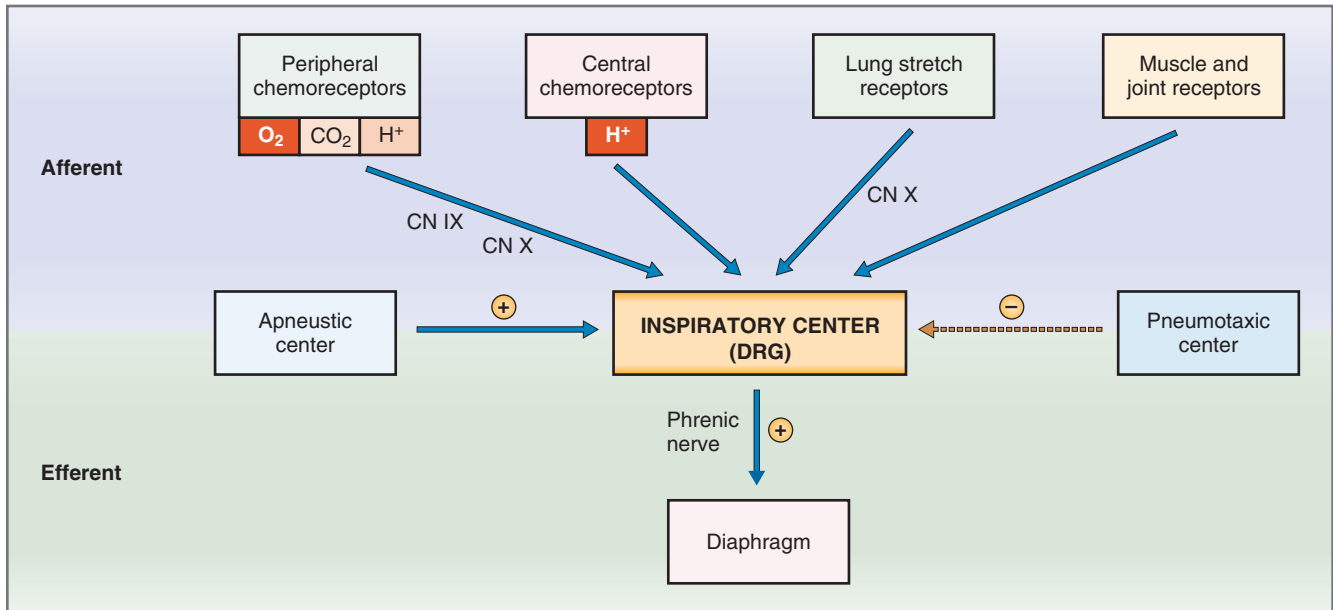 Peripheral
chemoreceptors
O₂ CO₂ H⁺
Central
chemoreceptors
H⁺
Lung stretch
receptors
Muscle and
joint receptors
Afferent
CN IX
CN X
CN X
Apneustic
center
+
INSPIRATORY CENTER
(DRG)
−
Pneumotaxic
center
Phrenic
nerve
+
Efferent
Diaphragm